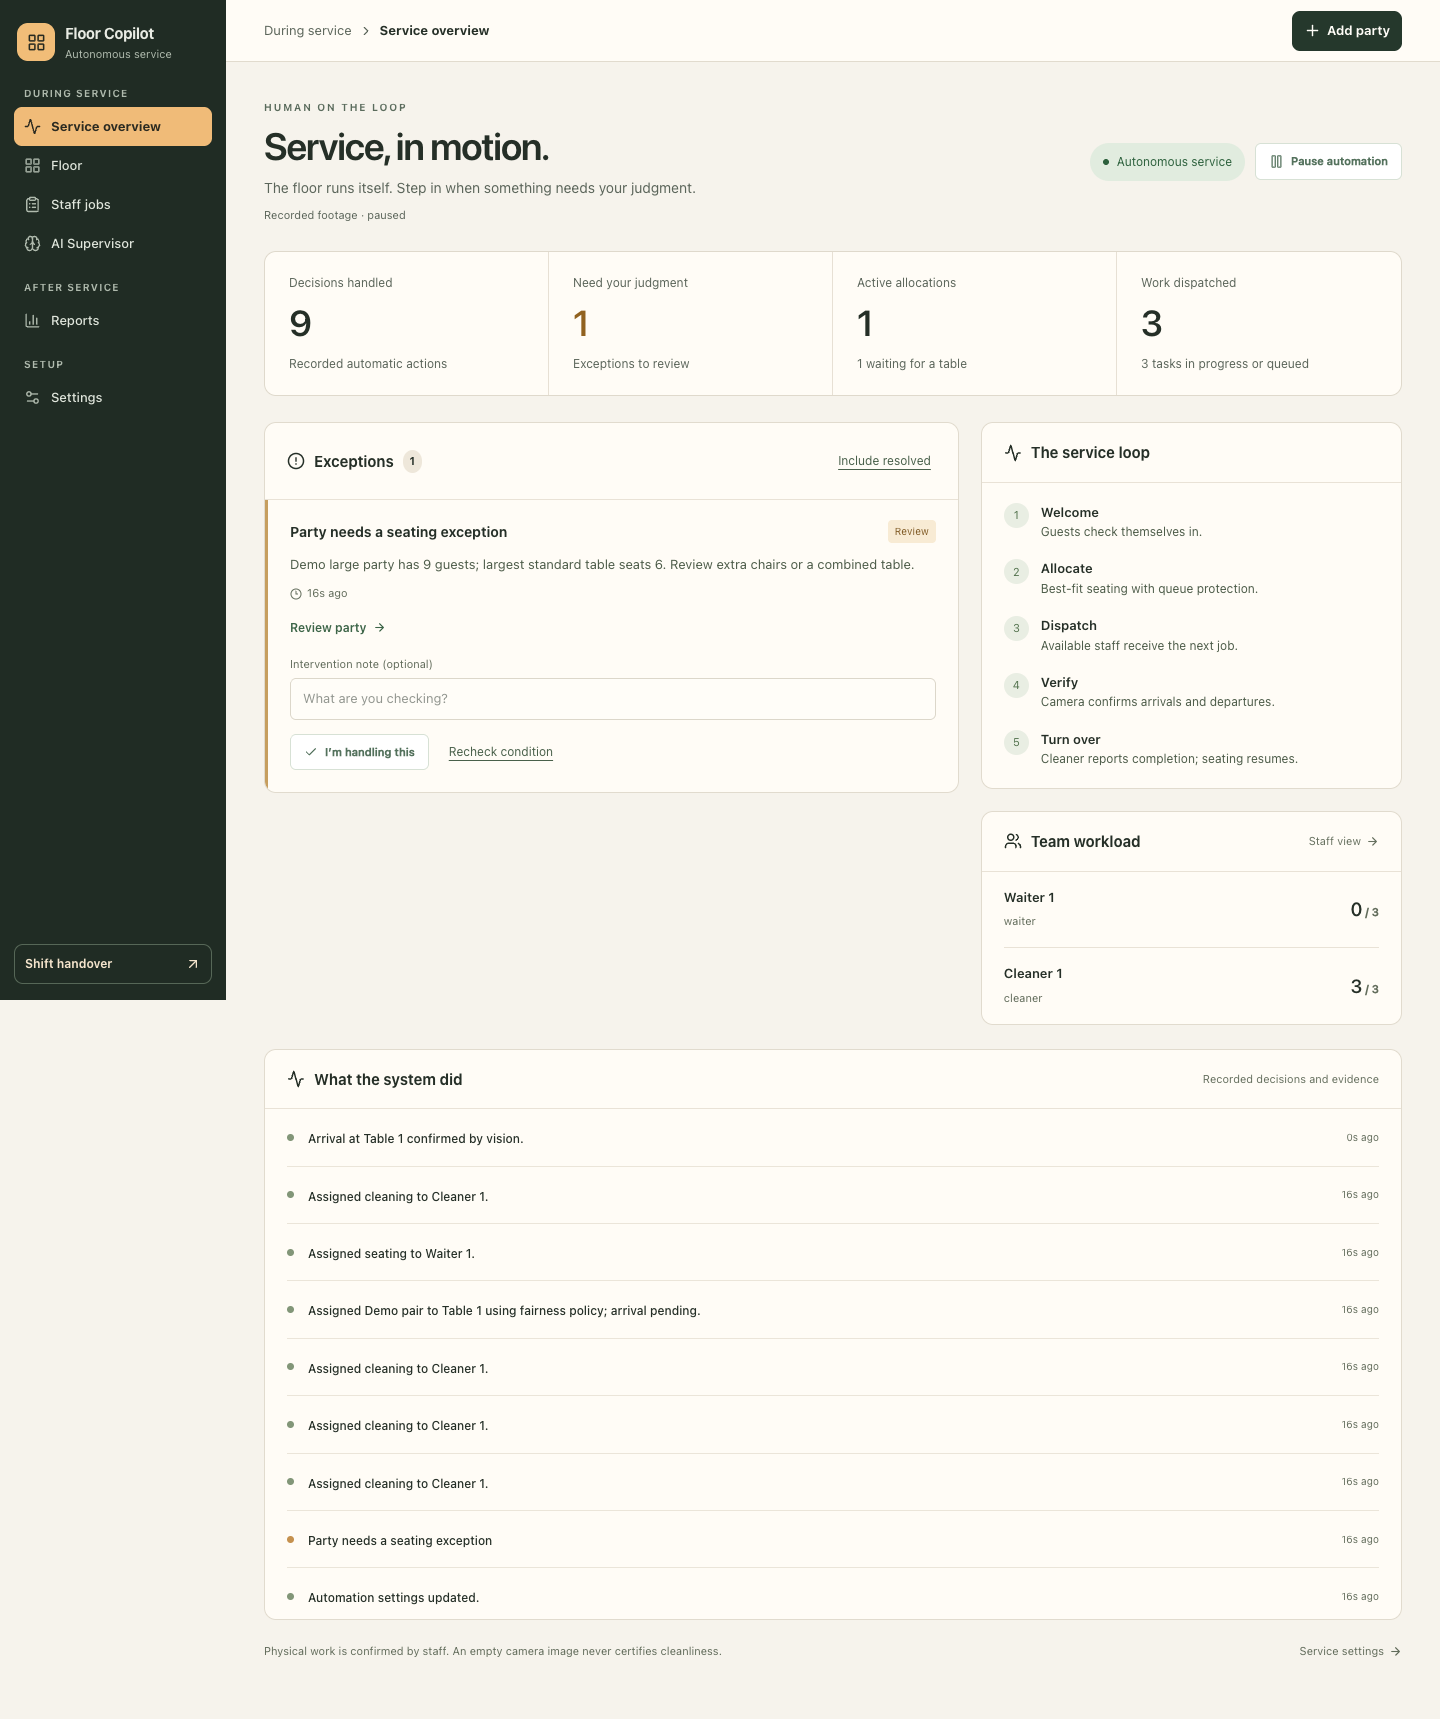 Floor Copilot
Autonomous service
DURING SERVICE
Service overview
Floor
Staff jobs
AI Supervisor
AFTER SERVICE
Reports
SETUP
Settings
Shift handover
During service > Service overview
Add party
HUMAN ON THE LOOP
Service, in motion.
The floor runs itself. Step in when something needs your judgment.
Recorded footage · paused
Autonomous service
Pause automation
Decisions handled
9
Recorded automatic actions
Need your judgment
1
Exceptions to review
Active allocations
1
1 waiting for a table
Work dispatched
3
3 tasks in progress or queued
Exceptions 1
Include resolved
Party needs a seating exception
Review
Demo large party has 9 guests; largest standard table seats 6. Review extra chairs or a combined table.
16s ago
Review party
Intervention note (optional)
What are you checking?
I'm handling this
Recheck condition
The service loop
1 Welcome
Guests check themselves in.
2 Allocate
Best-fit seating with queue protection.
3 Dispatch
Available staff receive the next job.
4 Verify
Camera confirms arrivals and departures.
5 Turn over
Cleaner reports completion; seating resumes.
Team workload
Staff view
Waiter 1
waiter
0 / 3
Cleaner 1
cleaner
3 / 3
What the system did
Recorded decisions and evidence
Arrival at Table 1 confirmed by vision.
0s ago
Assigned cleaning to Cleaner 1.
16s ago
Assigned seating to Waiter 1.
16s ago
Assigned Demo pair to Table 1 using fairness policy; arrival pending.
16s ago
Assigned cleaning to Cleaner 1.
16s ago
Assigned cleaning to Cleaner 1.
16s ago
Assigned cleaning to Cleaner 1.
16s ago
Party needs a seating exception
16s ago
Automation settings updated.
16s ago
Physical work is confirmed by staff. An empty camera image never certifies cleanliness.
Service settings